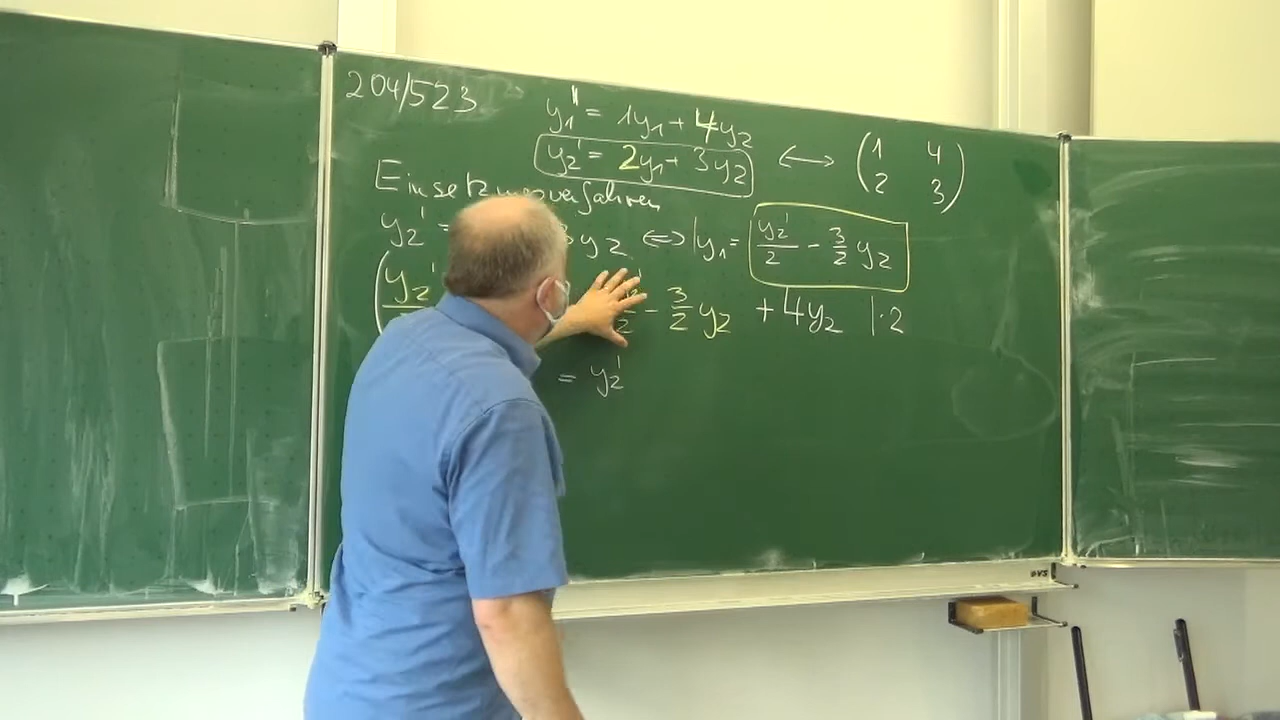 204/523
y₁'' = 1y₁ + 4y₂
y₂' = 2y₁ + 3y₂ ⟷ (1 4
2 3)
Einsetzungsverfahren
y₂' = 3y₂ ⟺ y₁ = y₂'/2 - 3/2 y₂
(y₂'/2 - 3/2 y₂ + 4y₂ |·2
= y₂'